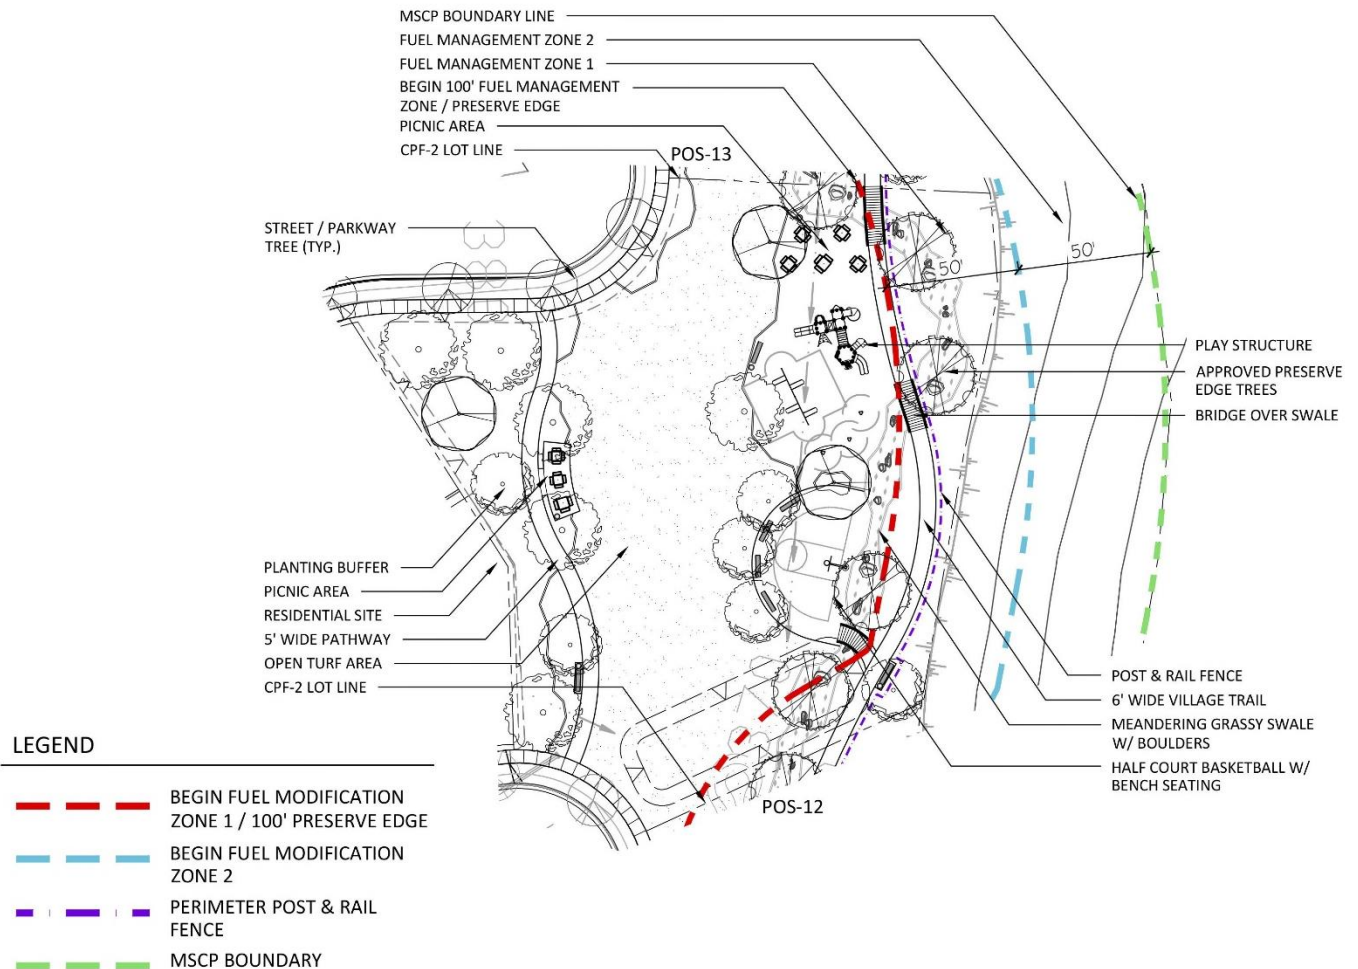 MSCP BOUNDARY LINE
FUEL MANAGEMENT ZONE 2
FUEL MANAGEMENT ZONE 1
BEGIN 100' FUEL MANAGEMENT
ZONE / PRESERVE EDGE
PICNIC AREA
CPF-2 LOT LINE
POS-13
STREET / PARKWAY
TREE (TYP.)
50'
50'
PLAY STRUCTURE
APPROVED PRESERVE
EDGE TREES
BRIDGE OVER SWALE
PLANTING BUFFER
PICNIC AREA
RESIDENTIAL SITE
5' WIDE PATHWAY
OPEN TURF AREA
CPF-2 LOT LINE
POST & RAIL FENCE
6' WIDE VILLAGE TRAIL
MEANDERING GRASSY SWALE
W/ BOULDERS
HALF COURT BASKETBALL W/
BENCH SEATING
POS-12
LEGEND
BEGIN FUEL MODIFICATION
ZONE 1 / 100' PRESERVE EDGE
BEGIN FUEL MODIFICATION
ZONE 2
PERIMETER POST & RAIL
FENCE
MSCP BOUNDARY